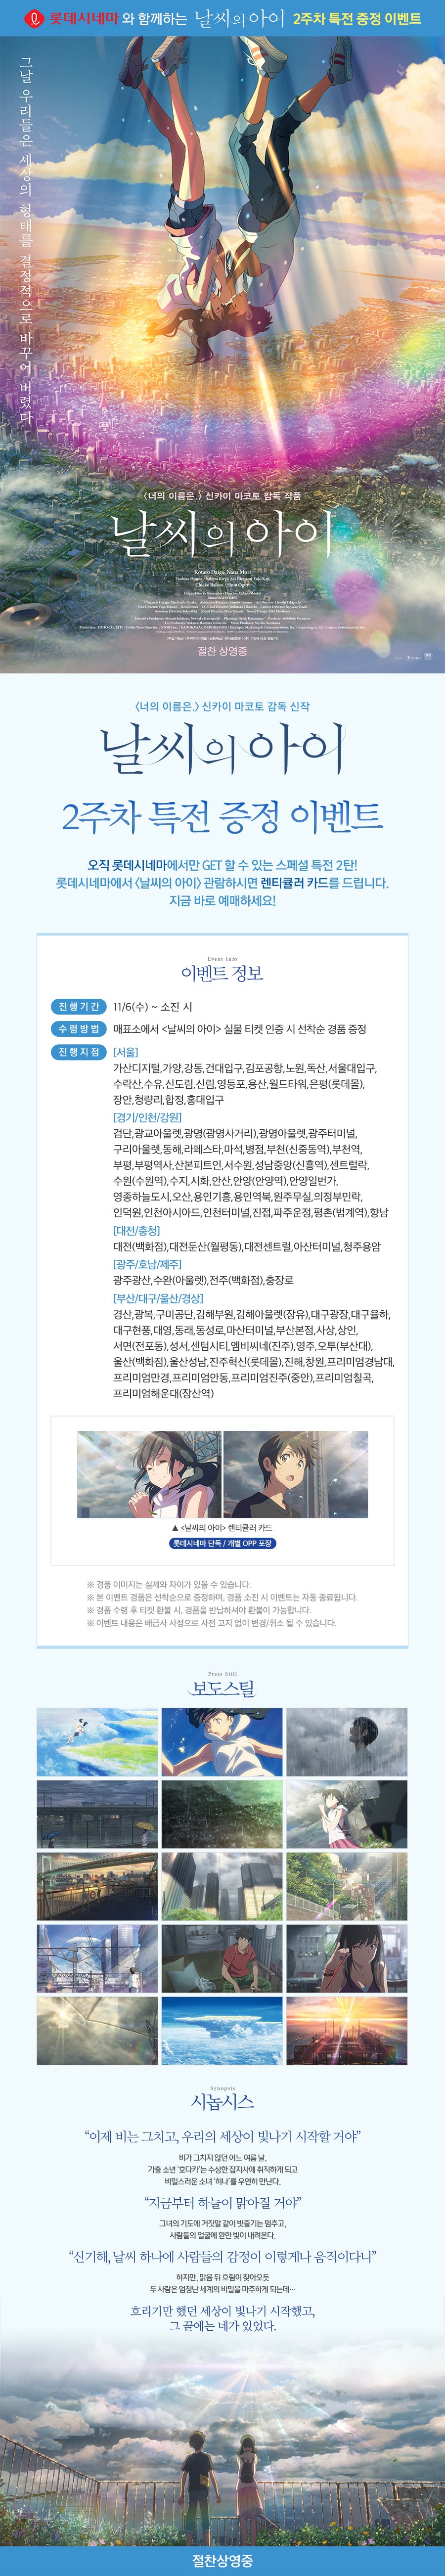 롯데시네마 와 함께하는 날씨의 아이 2주차 특전 증정 이벤트
그날 우리들은 세상의 형태를 결정적으로 바꾸어 버렸다
<너의 이름은.> 신카이 마코토 감독 작품
날씨의 아이
Kotaro Daigo, Nana Mori
절찬 상영중
<너의 이름은.> 신카이 마코토 감독 신작
날씨의 아이
2주차 특전 증정 이벤트
오직 롯데시네마에서만 GET 할 수 있는 스페셜 특전 2탄!
롯데시네마에서 <날씨의 아이> 관람하시면 렌티큘러 카드를 드립니다.
지금 바로 예매하세요!
Event Info
이벤트 정보
진행기간 11/6(수) ~ 소진 시
수령방법 매표소에서 <날씨의 아이> 실물 티켓 인증 시 선착순 경품 증정
진행지점 [서울]
가산디지털,가양,강동,건대입구,김포공항,노원,독산,서울대입구,
수락산,수유,신도림,신림,영등포,용산,월드타워,은평(롯데몰),
장안,청량리,합정,홍대입구
[경기/인천/강원]
검단,광교아울렛,광명(광명사거리),광명아울렛,광주터미널,
구리아울렛,동해,라페스타,마석,병점,부천(신중동역),부천역,
부평,부평역사,산본피트인,서수원,성남중앙(신흥역),센트럴락,
수원(수원역),수지,시화,안산,안양(안양역),안양일번가,
영종하늘도시,오산,용인기흥,용인역북,원주무실,의정부민락,
인덕원,인천아시아드,인천터미널,진접,파주운정,평촌(범계역),향남
[대전/충청]
대전(백화점),대전둔산(월평동),대전센트럴,아산터미널,청주용암
[광주/호남/제주]
광주광산,수완(아울렛),전주(백화점),충장로
[부산/대구/울산/경상]
경산,광복,구미공단,김해부원,김해아울렛(장유),대구광장,대구율하,
대구현풍,대영,동래,동성로,마산터미널,부산본점,사상,상인,
서면(전포동),성서,센텀시티,엠비씨네(진주),영주,오투(부산대),
울산(백화점),울산성남,진주혁신(롯데몰),진해,창원,프리미엄경남대,
프리미엄만경,프리미엄안동,프리미엄진주(중안),프리미엄칠곡,
프리미엄해운대(장산역)
▲ <날씨의 아이> 렌티큘러 카드
롯데시네마 단독 / 개별 OPP 포장
※ 경품 이미지는 실제와 차이가 있을 수 있습니다.
※ 본 이벤트 경품은 선착순으로 증정하며, 경품 소진 시 이벤트는 자동 종료됩니다.
※ 경품 수령 후 티켓 환불 시, 경품을 반납하셔야 환불이 가능합니다.
※ 이벤트 내용은 배급사 사정으로 사전 고지 없이 변경/취소 될 수 있습니다.
Press Still
보도스틸
Synopsis
시놉시스
“이제 비는 그치고, 우리의 세상이 빛나기 시작할 거야”
비가 그치지 않던 어느 여름 날,
가출 소년 ‘호다카’는 수상한 잡지사에 취직하게 되고
비밀스러운 소녀 ‘히나’를 우연히 만난다.
“지금부터 하늘이 맑아질 거야”
그녀의 기도에 거짓말 같이 빗줄기는 멈추고,
사람들의 얼굴에 환한 빛이 내려온다.
“신기해, 날씨 하나에 사람들의 감정이 이렇게나 움직이다니”
하지만, 맑음 뒤 흐림이 찾아오듯
두 사람은 엄청난 세계의 비밀을 마주하게 되는데…
흐리기만 했던 세상이 빛나기 시작했고,
그 끝에는 네가 있었다.
절찬상영중